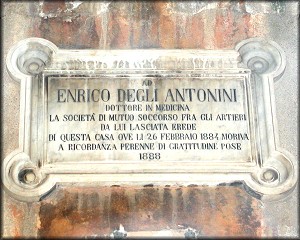 AD
ENRICO DEGLI ANTONINI
DOTTORE IN MEDICINA
LA SOCIETÁ DI MUTUO SOCCORSO FRA GLI ARTIERI
DA LUI LASCIATA EREDE
DI QUESTA CASA OVE LI 26 FEBBRAIO 1884 MORIVA
A RICORDANZA PERENNE DI GRATITUDINE POSE
1888